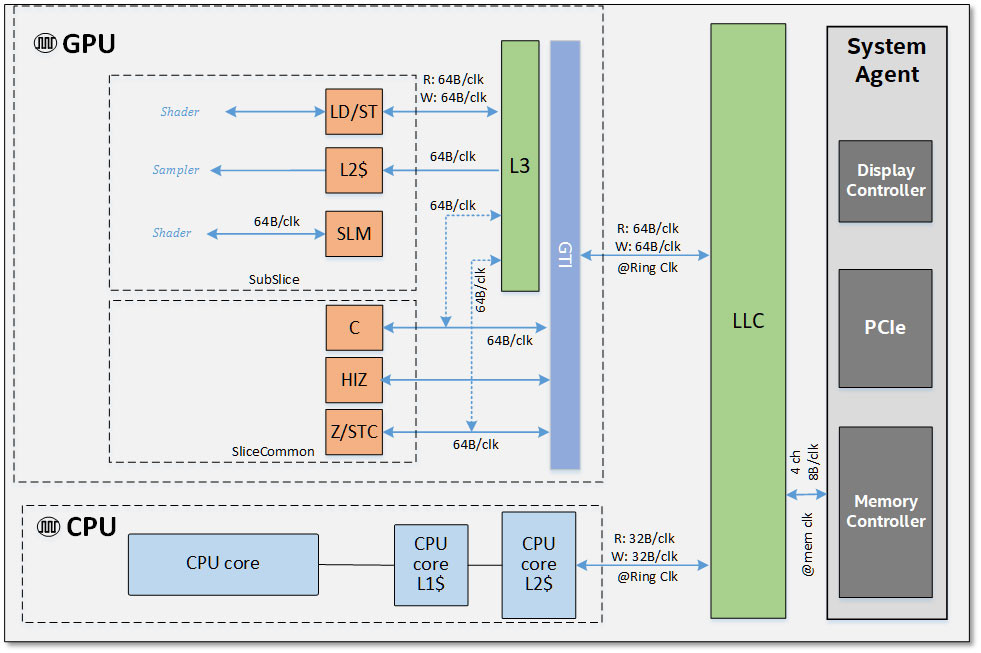 GPU
Shader
LD/ST
R: 64B/clk
W: 64B/clk
Sampler
L2$
64B/clk
Shader
64B/clk
SLM
64B/clk
64B/clk
SubSlice
L3
GTI
C
64B/clk
HIZ
Z/STC
64B/clk
SliceCommon
R: 64B/clk
W: 64B/clk
@Ring Clk
LLC
System
Agent
Display
Controller
PCIe
Memory
Controller
4 ch
8B/clk
@mem clk
CPU
CPU core
CPU
core
L1$
CPU
core
L2$
R: 32B/clk
W: 32B/clk
@Ring Clk